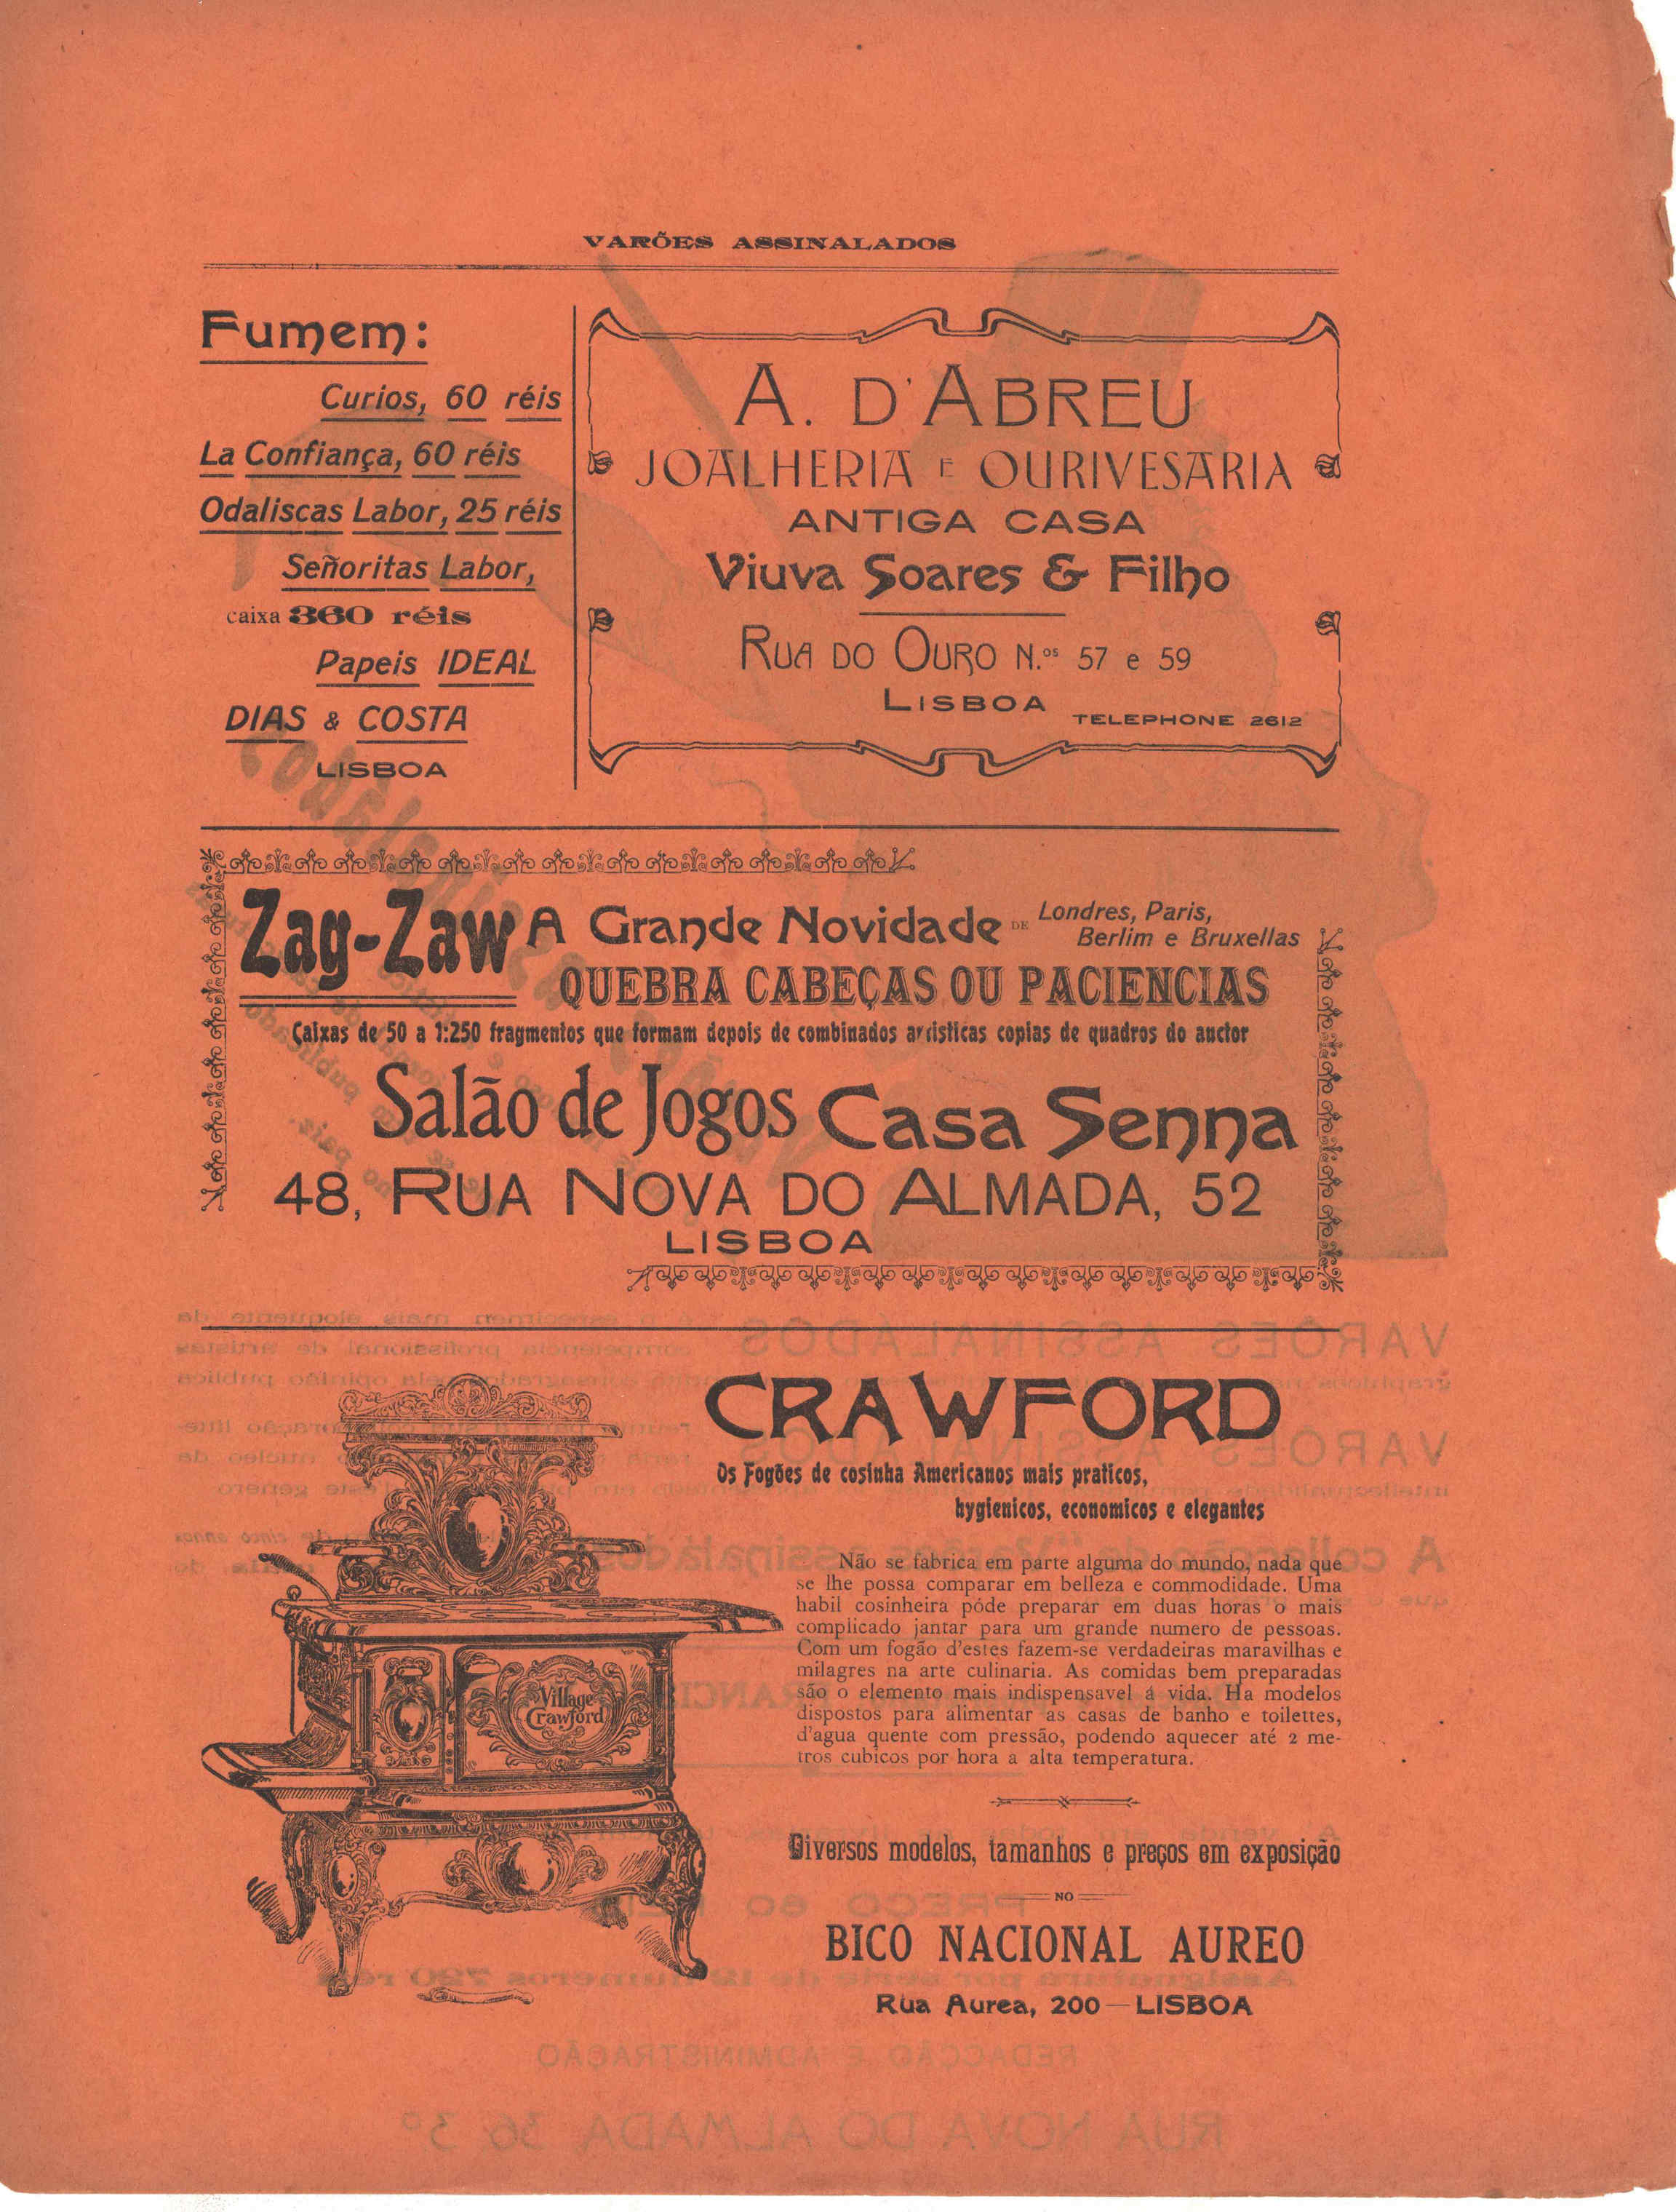 VARÕES ASSINALADOS
Fumem:
Curios, 60 réis
La Confiança, 60 réis
Odaliscas Labor, 25 réis
Señoritas Labor,
caixa 360 réis
Papeis IDEAL
DIAS & COSTA
LISBOA
A. D'ABREU
JOALHERIA E OURIVESARIA
ANTIGA CASA
Viuva Soares & Filho
RUA DO OURO N.os 57 e 59
LISBOA
TELEPHONE 2612
Zag-Zaw A Grande Novidade DE Londres, Paris,
Berlim e Bruxellas
QUEBRA CABEÇAS OU PACIENCIAS
Caixas de 50 a 1:250 fragmentos que formam depois de combinados artisticas copias de quadros do auctor
Salão de Jogos Casa Senna
48, RUA NOVA DO ALMADA, 52
LISBOA
CRAWFORD
Os Fogões de cosinha Americanos mais praticos,
hygienicos, economicos e elegantes
Não se fabrica em parte alguma do mundo, nada que
se lhe possa comparar em belleza e commodidade. Uma
habil cosinheira póde preparar em duas horas o mais
complicado jantar para um grande numero de pessoas.
Com um fogão d'estes fazem-se verdadeiras maravilhas e
milagres na arte culinaria. As comidas bem preparadas
são o elemento mais indispensavel á vida. Ha modelos
dispostos para alimentar as casas de banho e toilettes,
d'agua quente com pressão, podendo aquecer até 2 me-
tros cubicos por hora a alta temperatura.
Village
Crawford
Diversos modelos, tamanhos e preços em exposição
NO
BICO NACIONAL AUREO
Rua Aurea, 200 — LISBOA